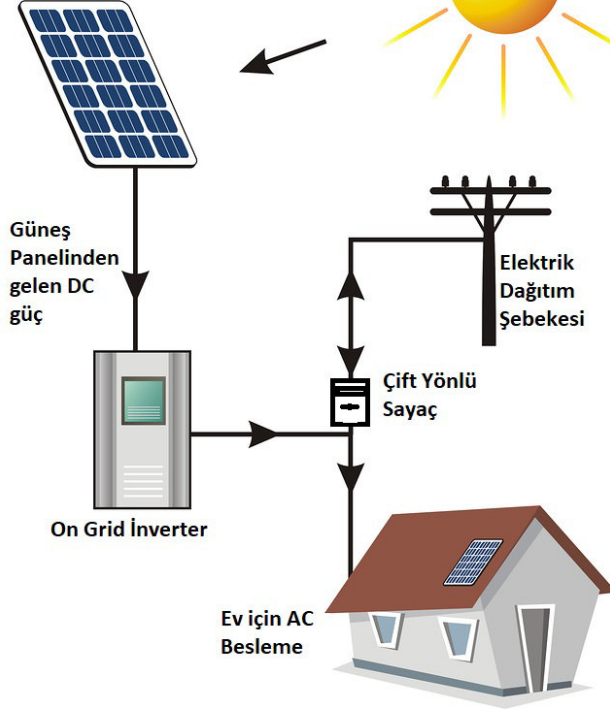 Güneş
Panelinden
gelen DC
güç
Elektrik
Dağıtım
Şebekesi
Çift Yönlü
Sayaç
On Grid İnverter
Ev için AC
Besleme